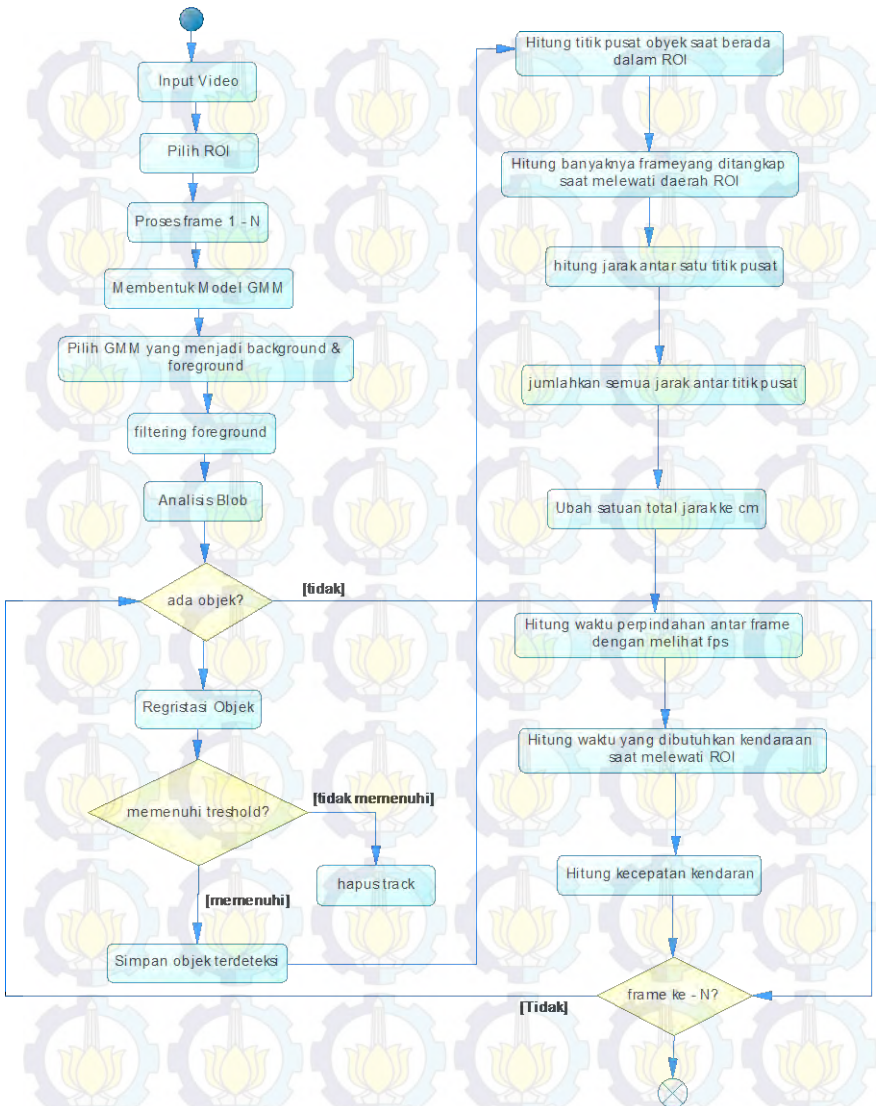 Input Video
Pilih ROI
Proses frame 1 - N
Membentuk Model GMM
Pilih GMM yang menjadi background &
foreground
filtering foreground
Analisis Blob
ada objek?
[tidak]
Regristasi Objek
memenuhi treshold?
[tidak memenuhi]
hapus track
[memenuhi]
Simpan objek terdeteksi
Hitung titik pusat obyek saat berada
dalam ROI
Hitung banyaknya frameyang ditangkap
saat melewati daerah ROI
hitung jarak antar satu titik pusat
jumlahkan semua jarak antar titik pusat
Ubah satuan total jarak ke cm
Hitung waktu perpindahan antar frame
dengan melihat fps
Hitung waktu yang dibutuhkan kendaraan
saat melewati ROI
Hitung kecepatan kendaran
frame ke - N?
[Tidak]